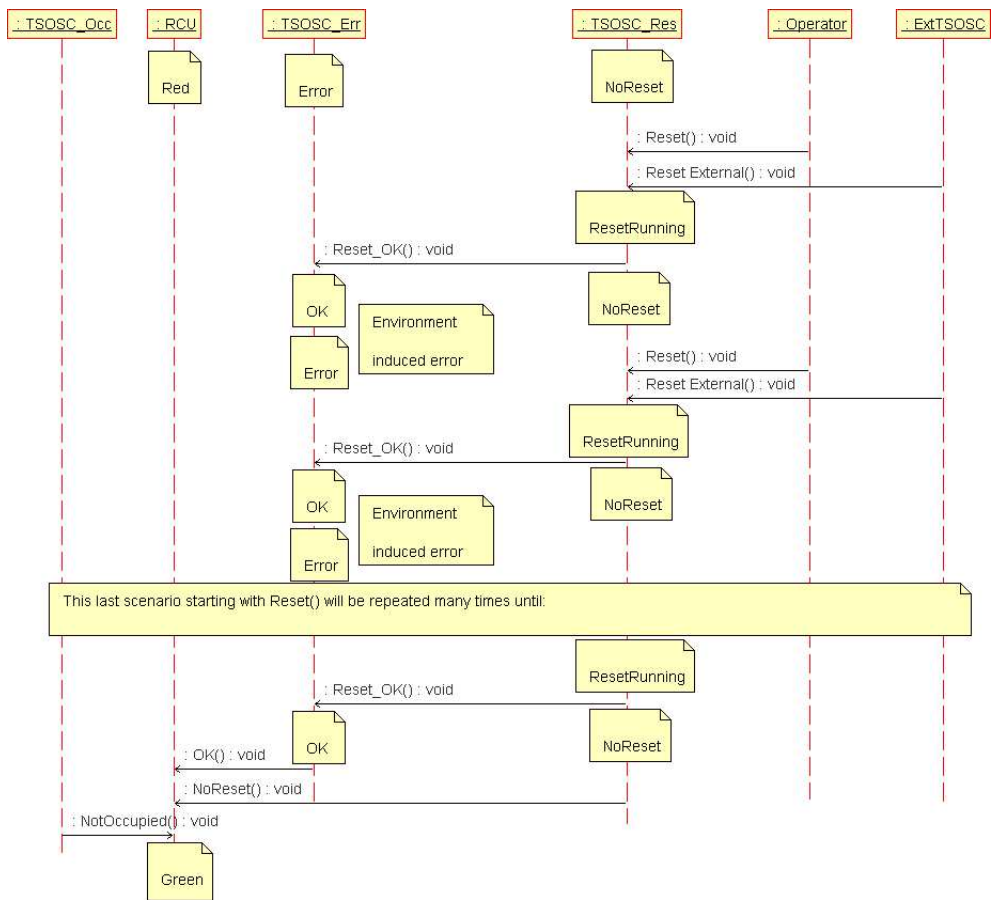 : TSOSC_Occ
: RCU
: TSOSC_Err
: TSOSC_Res
: Operator
: ExtTSOSC
Red
Error
NoReset
: Reset() : void
: Reset External() : void
ResetRunning
: Reset_OK() : void
OK
Environment
induced error
NoReset
Error
: Reset() : void
: Reset External() : void
ResetRunning
: Reset_OK() : void
OK
Environment
induced error
NoReset
Error
This last scenario starting with Reset() will be repeated many times until:
ResetRunning
: Reset_OK() : void
OK
NoReset
: OK() : void
: NoReset() : void
: NotOccupied() : void
Green